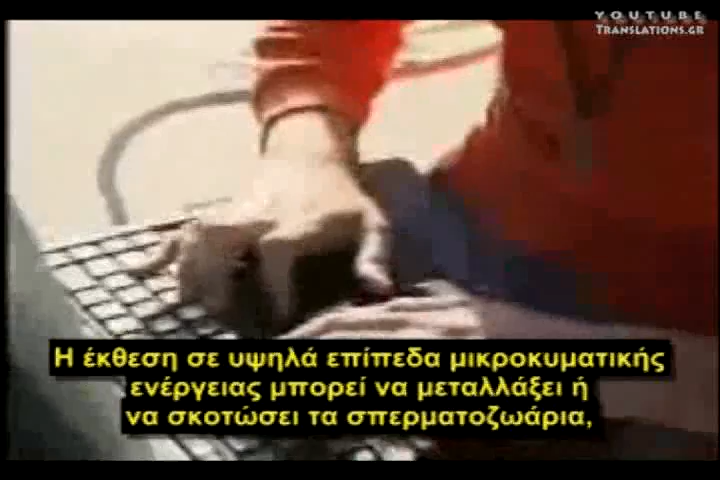 YOUTUBE
TRANSLATIONS.GR
Η έκθεση σε υψηλά επίπεδα μικροκυματικής
ενέργειας μπορεί να μεταλλάξει ή
να σκοτώσει τα σπερματοζωάρια,